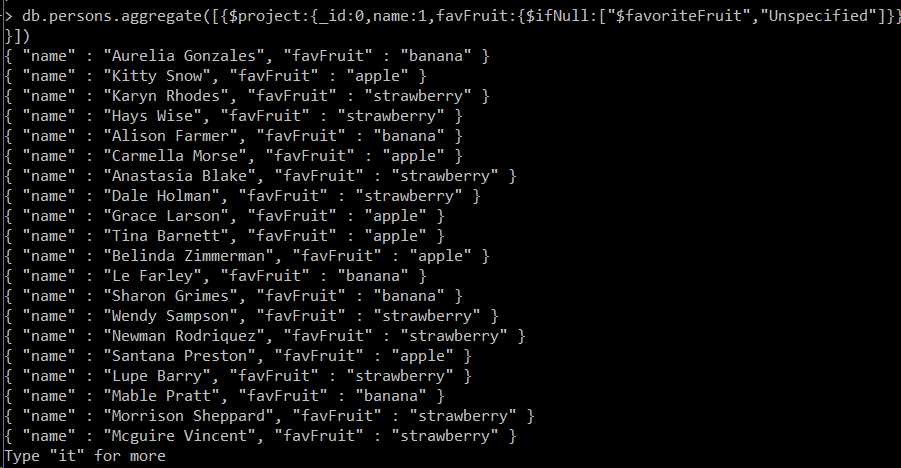 > db.persons.aggregate([{$project:{_id:0,name:1,favFruit:{$ifNull:["$favoriteFruit","Unspecified"]}}
}])
{ "name" : "Aurelia Gonzales", "favFruit" : "banana" }
{ "name" : "Kitty Snow", "favFruit" : "apple" }
{ "name" : "Karyn Rhodes", "favFruit" : "strawberry" }
{ "name" : "Hays Wise", "favFruit" : "strawberry" }
{ "name" : "Alison Farmer", "favFruit" : "banana" }
{ "name" : "Carmella Morse", "favFruit" : "apple" }
{ "name" : "Anastasia Blake", "favFruit" : "strawberry" }
{ "name" : "Dale Holman", "favFruit" : "strawberry" }
{ "name" : "Grace Larson", "favFruit" : "apple" }
{ "name" : "Tina Barnett", "favFruit" : "apple" }
{ "name" : "Belinda Zimmerman", "favFruit" : "apple" }
{ "name" : "Le Farley", "favFruit" : "banana" }
{ "name" : "Sharon Grimes", "favFruit" : "banana" }
{ "name" : "Wendy Sampson", "favFruit" : "strawberry" }
{ "name" : "Newman Rodriquez", "favFruit" : "strawberry" }
{ "name" : "Santana Preston", "favFruit" : "apple" }
{ "name" : "Lupe Barry", "favFruit" : "strawberry" }
{ "name" : "Mable Pratt", "favFruit" : "banana" }
{ "name" : "Morrison Sheppard", "favFruit" : "strawberry" }
{ "name" : "Mcguire Vincent", "favFruit" : "strawberry" }
Type "it" for more